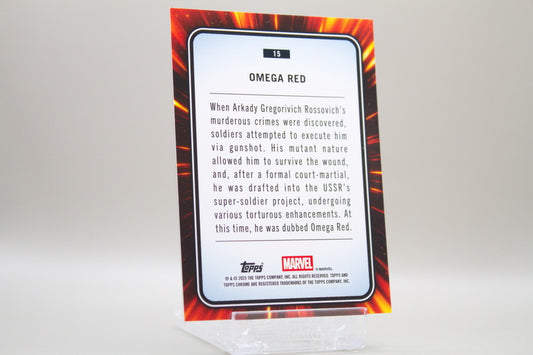 15
OMEGA RED
When Arkady Gregorivich Rossovich's
murderous crimes were discovered,
soldiers attempted to execute him
via gunshot. His mutant nature
allowed him to survive the wound,
and, after a formal court-martial,
he was drafted into the USSR's
super-soldier project, undergoing
various torturous enhancements. At
this time, he was dubbed Omega Red.
Topps MARVEL © MARVEL
® & © 2025 THE TOPPS COMPANY, INC. ALL RIGHTS RESERVED. TOPPS AND
TOPPS CHROME ARE REGISTERED TRADEMARKS OF THE TOPPS COMPANY, INC.